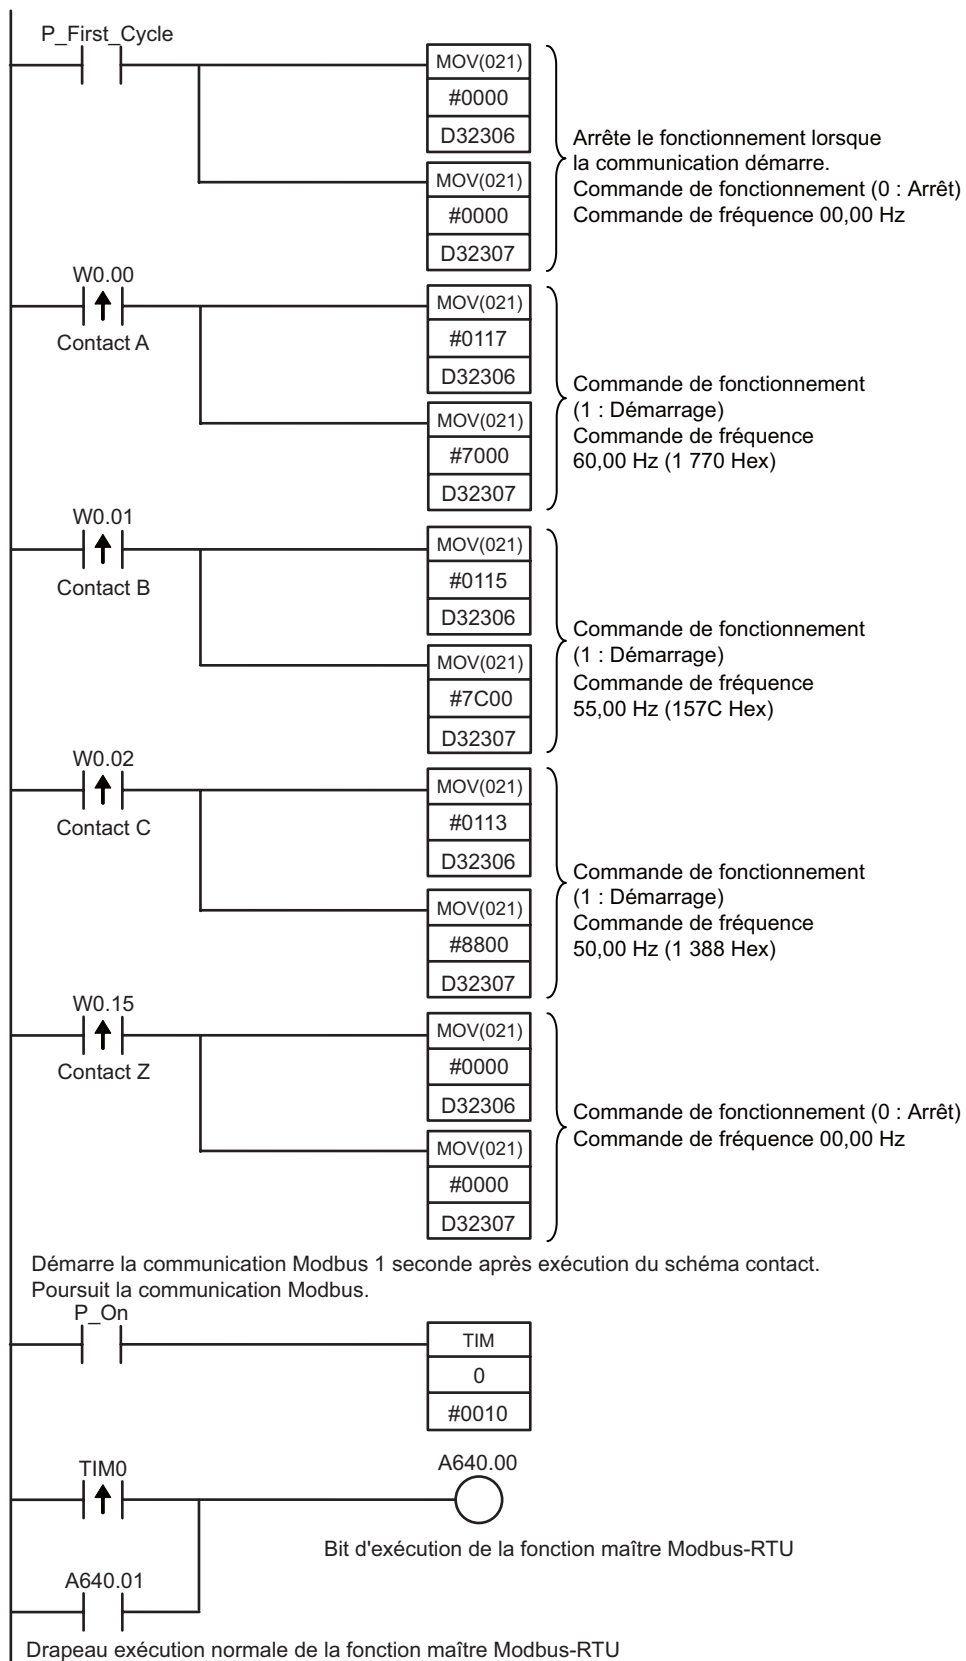 P_First_Cycle
MOV(021)
#0000
D32306
MOV(021)
#0000
D32307
Arrête le fonctionnement lorsque
la communication démarre.
Commande de fonctionnement (0 : Arrêt)
Commande de fréquence 00,00 Hz
W0.00
Contact A
MOV(021)
#0117
D32306
MOV(021)
#7000
D32307
Commande de fonctionnement
(1 : Démarrage)
Commande de fréquence
60,00 Hz (1 770 Hex)
W0.01
Contact B
MOV(021)
#0115
D32306
MOV(021)
#7C00
D32307
Commande de fonctionnement
(1 : Démarrage)
Commande de fréquence
55,00 Hz (157C Hex)
W0.02
Contact C
MOV(021)
#0113
D32306
MOV(021)
#8800
D32307
Commande de fonctionnement
(1 : Démarrage)
Commande de fréquence
50,00 Hz (1 388 Hex)
W0.15
Contact Z
MOV(021)
#0000
D32306
MOV(021)
#0000
D32307
Commande de fonctionnement (0 : Arrêt)
Commande de fréquence 00,00 Hz
Démarre la communication Modbus 1 seconde après exécution du schéma contact.
Poursuit la communication Modbus.
P_On
TIM
0
#0010
TIM0
A640.00
Bit d'exécution de la fonction maître Modbus-RTU
A640.01
Drapeau exécution normale de la fonction maître Modbus-RTU